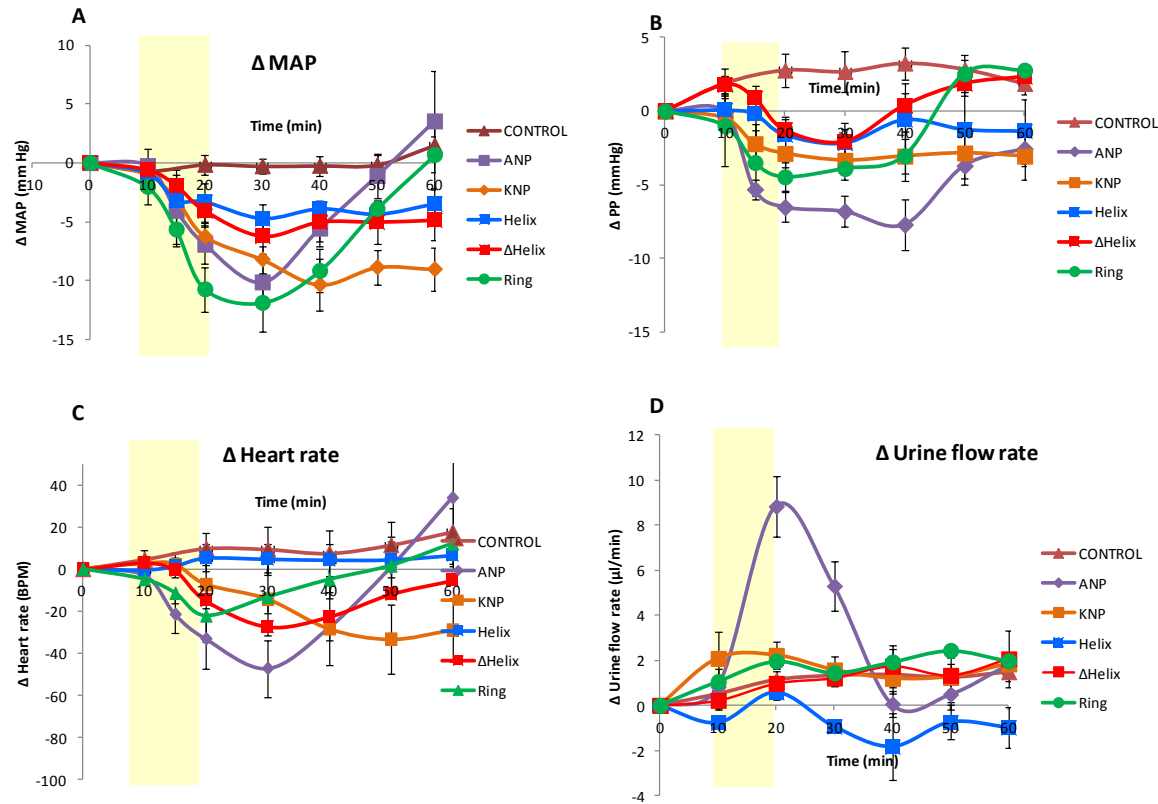 A
Δ MAP
10
5
0
-5
-10
-15
Δ MAP (mm Hg)
Time (min)
10 0 10 20 30 40 50 60
CONTROL
ANP
KNP
Helix
ΔHelix
Ring
B
5
0
-5
-10
-15
Δ PP (mmHg)
Time (min)
0 10 20 30 40 50 60
CONTROL
ANP
KNP
Helix
ΔHelix
Ring
C
Δ Heart rate
40
20
0
-20
-40
-60
-80
-100
Δ Heart rate (BPM)
Time (min)
0 10 20 30 40 50 60
CONTROL
ANP
KNP
Helix
ΔHelix
Ring
D
Δ Urine flow rate
12
10
8
6
4
2
0
-2
-4
Δ Urine flow rate (µl/min)
0 10 20 30 40 50 60
Time (min)
CONTROL
ANP
KNP
Helix
ΔHelix
Ring